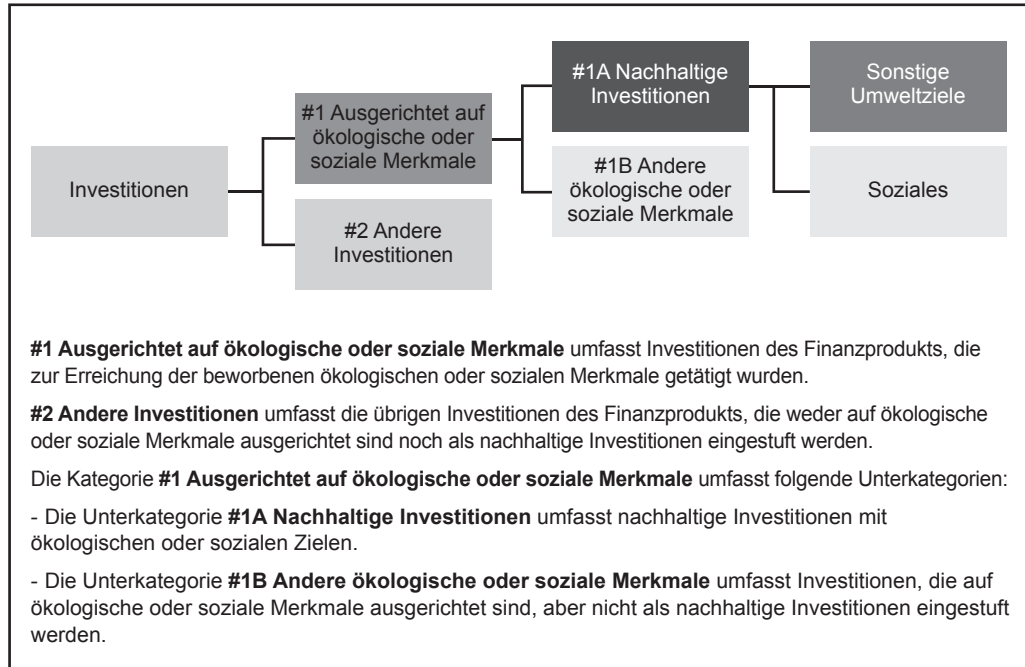 Investitionen
#1 Ausgerichtet auf
ökologische oder
soziale Merkmale
#2 Andere
Investitionen
#1A Nachhaltige
Investitionen
#1B Andere
ökologische oder
soziale Merkmale
Sonstige
Umweltziele
Soziales
#1 Ausgerichtet auf ökologische oder soziale Merkmale umfasst Investitionen des Finanzprodukts, die
zur Erreichung der beworbenen ökologischen oder sozialen Merkmale getätigt wurden.
#2 Andere Investitionen umfasst die übrigen Investitionen des Finanzprodukts, die weder auf ökologische
oder soziale Merkmale ausgerichtet sind noch als nachhaltige Investitionen eingestuft werden.
Die Kategorie #1 Ausgerichtet auf ökologische oder soziale Merkmale umfasst folgende Unterkategorien:
- Die Unterkategorie #1A Nachhaltige Investitionen umfasst nachhaltige Investitionen mit
ökologischen oder sozialen Zielen.
- Die Unterkategorie #1B Andere ökologische oder soziale Merkmale umfasst Investitionen, die auf
ökologische oder soziale Merkmale ausgerichtet sind, aber nicht als nachhaltige Investitionen eingestuft
werden.